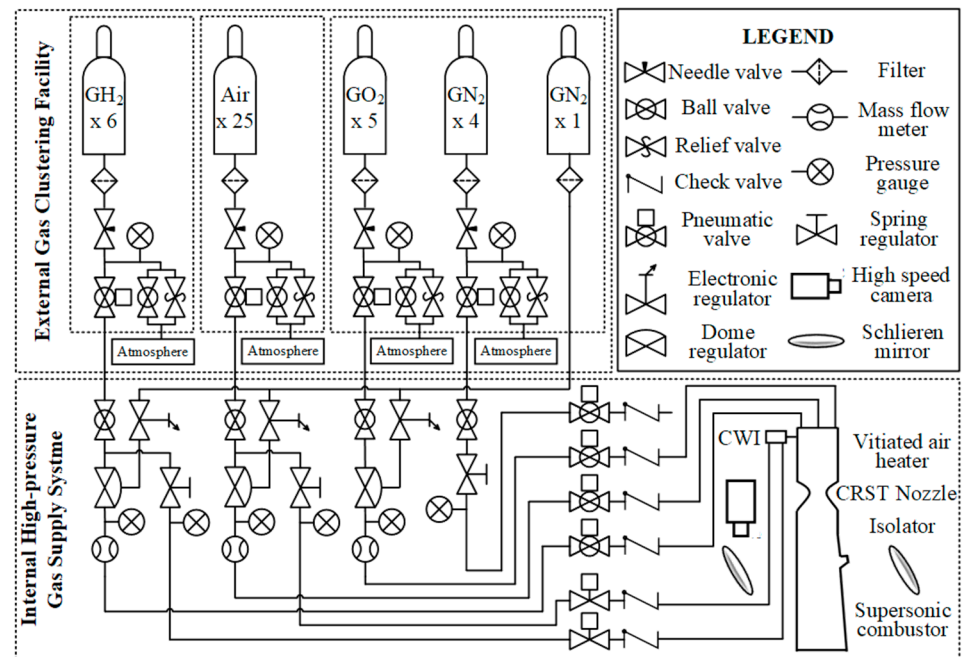 External Gas Clustering Facility
GH2
x 6
Air
x 25
GO2
x 5
GN2
x 4
GN2
x 1
Atmosphere
Atmosphere
Atmosphere
Atmosphere
LEGEND
Needle valve
Filter
Ball valve
Mass flow
meter
Relief valve
Check valve
Pressure
gauge
Pneumatic
valve
Spring
regulator
Electronic
regulator
High speed
camera
Dome
regulator
Schlieren
mirror
Internal High-pressure
Gas Supply Systme
CWI
Vitiated air
heater
CRST Nozzle
Isolator
Supersonic
combustor